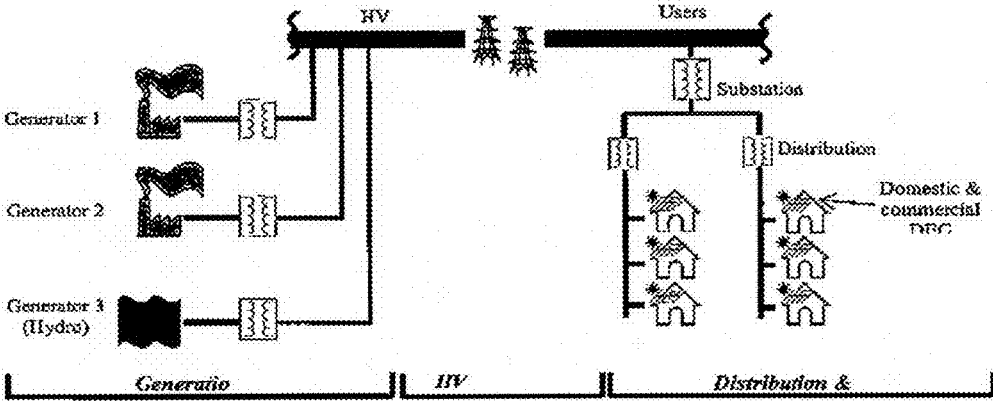 HV
Users
Generator 1
Substation
Distribution
Generator 2
Domestic &
commercial
Generator 3
(Hydro)
Generatio
HV
Distribution &